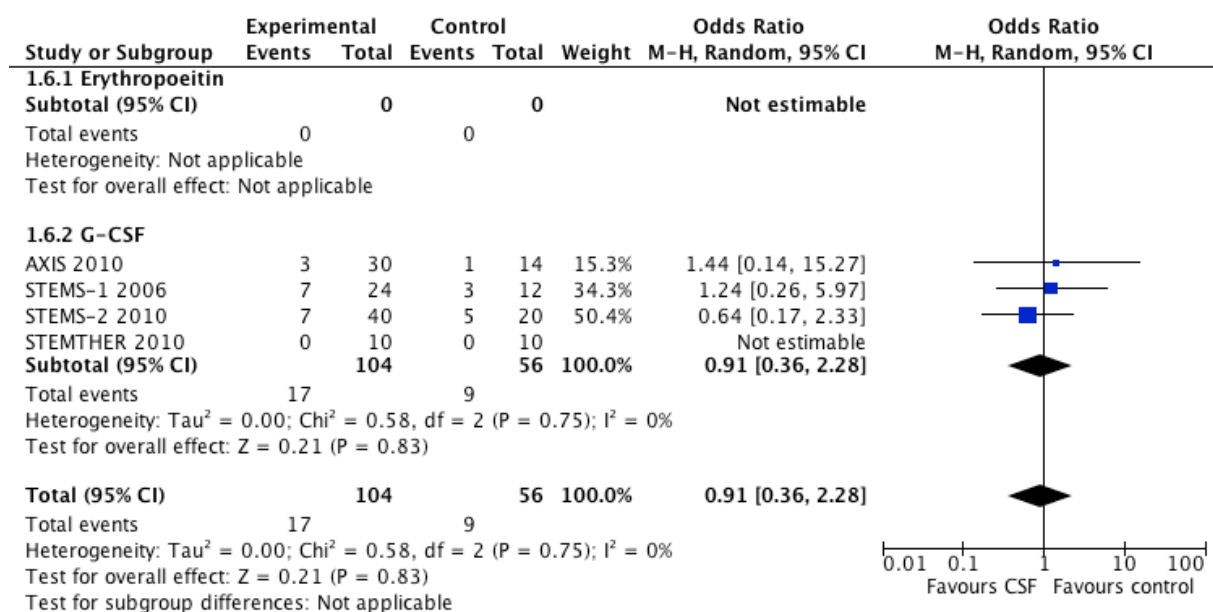 Experimental Control Odds Ratio Odds Ratio
Study or Subgroup Events Total Events Total Weight M-H, Random, 95% CI M-H, Random, 95% CI
1.6.1 Erythropoeitin
Subtotal (95% CI) 0 0 Not estimable
Total events 0 0
Heterogeneity: Not applicable
Test for overall effect: Not applicable
1.6.2 G-CSF
AXIS 2010 3 30 1 14 15.3% 1.44 [0.14, 15.27]
STEMS-1 2006 7 24 3 12 34.3% 1.24 [0.26, 5.97]
STEMS-2 2010 7 40 5 20 50.4% 0.64 [0.17, 2.33]
STEMTHER 2010 0 10 0 10 Not estimable
Subtotal (95% CI) 104 56 100.0% 0.91 [0.36, 2.28]
Total events 17 9
Heterogeneity: Tau² = 0.00; Chi² = 0.58, df = 2 (P = 0.75); I² = 0%
Test for overall effect: Z = 0.21 (P = 0.83)
Total (95% CI) 104 56 100.0% 0.91 [0.36, 2.28]
Total events 17 9
Heterogeneity: Tau² = 0.00; Chi² = 0.58, df = 2 (P = 0.75); I² = 0%
Test for overall effect: Z = 0.21 (P = 0.83)
Test for subgroup differences: Not applicable
0.01 0.1 1 10 100
Favours CSF Favours control